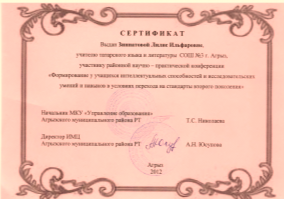 СЕРТИФИКАТ
Выдан Зиннатовой Лилии Ильфаровне,
учителю татарского языка и литературы СОШ №3 г. Агрыз,
участнику районной научно – практической конференции
«Формирование у учащихся интеллектуальных способностей и исследовательских
умений и навыков в условиях перехода на стандарты второго поколения»
Начальник МКУ «Управление образования»
Агрызского муниципального района РТ Т.С. Николаева
Директор ИМЦ
Агрызского муниципального района РТ А.Н. Юкупова
Агрыз
2012